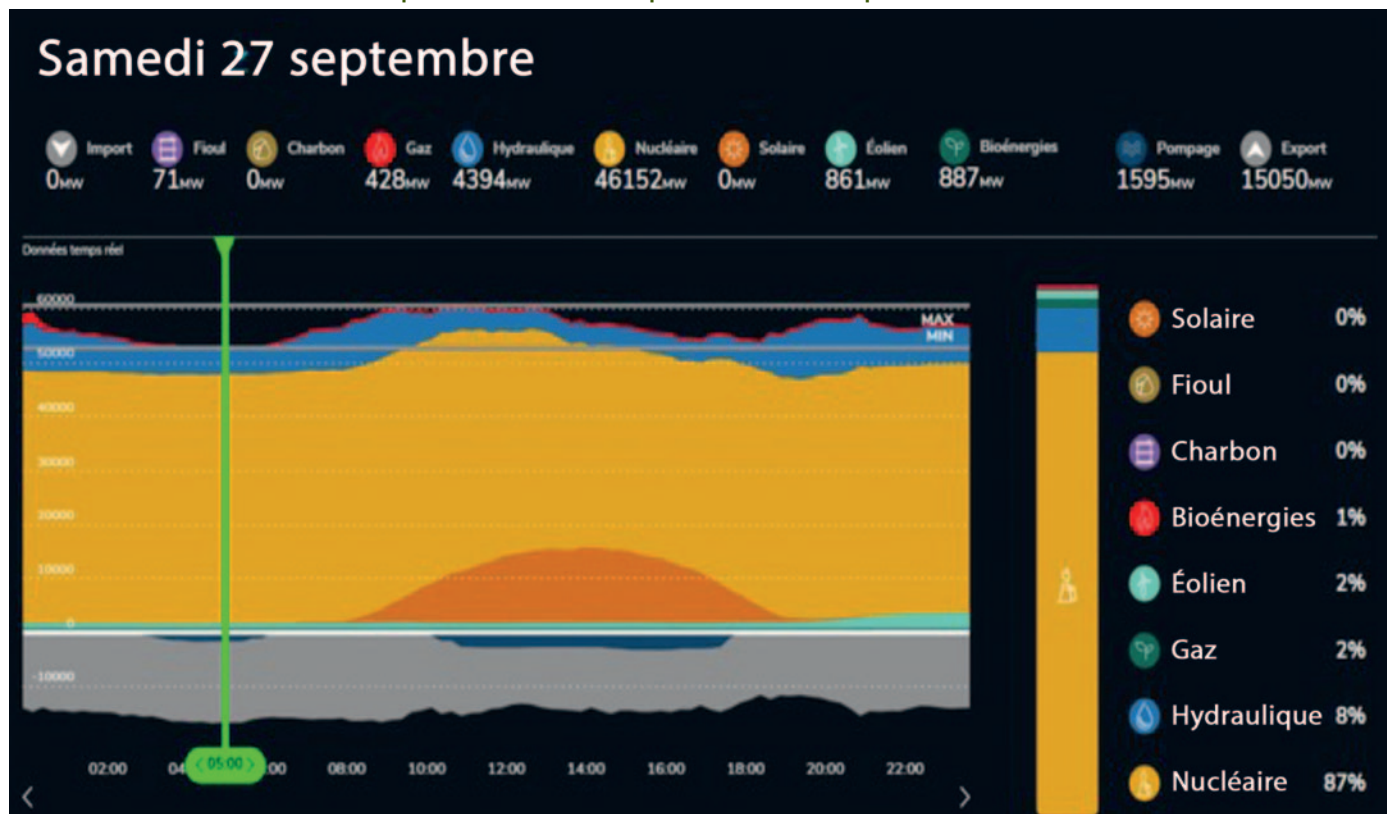 Samedi 27 septembre
Import Fioul Charbon Gaz Hydraulique Nucléaire Solaire Éolien Bioénergies Pompage Export
0MW 71MW 0MW 428MW 4394MW 46152MW 0MW 861MW 887MW 1595MW 15050MW
Données temps réel
60000
MAX
MIN
50000
40000
30000
20000
10000
0
-10000
02:00 04 < 05:00 > :00 08:00 10:00 12:00 14:00 16:00 18:00 20:00 22:00
Solaire 0%
Fioul 0%
Charbon 0%
Bioénergies 1%
Éolien 2%
Gaz 2%
Hydraulique 8%
Nucléaire 87%